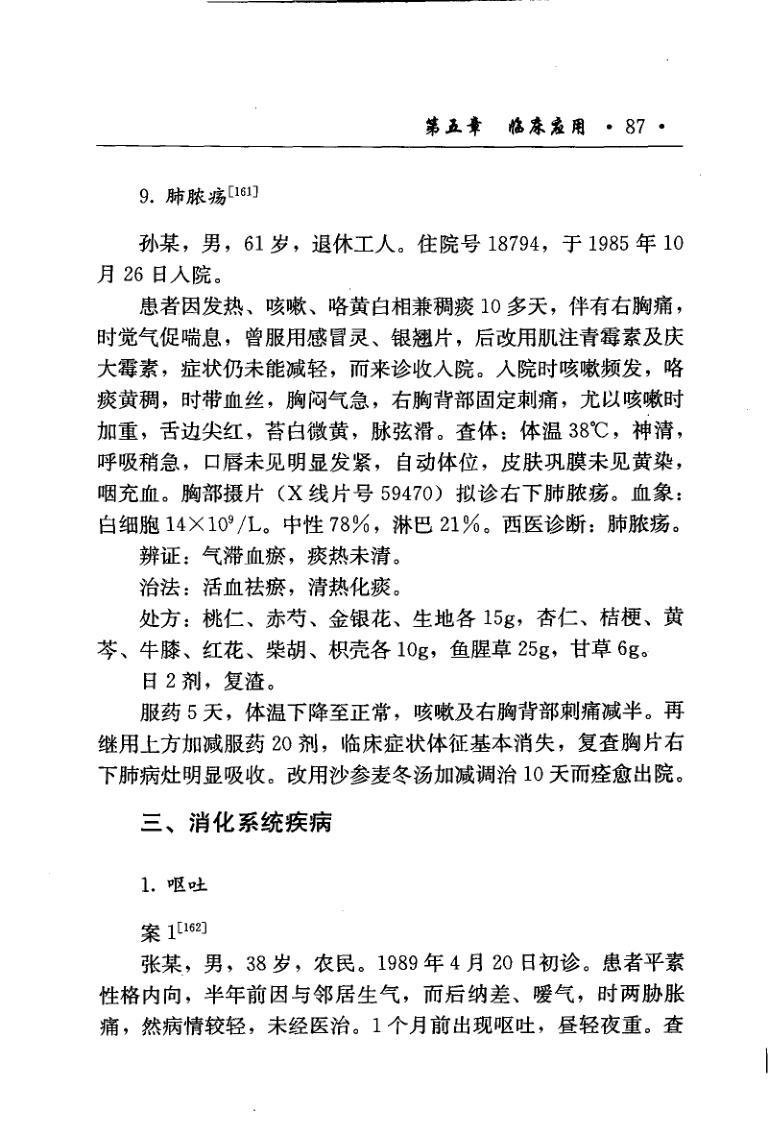 第五章　临床应用 · 87 ·
9. 肺脓疡[161]
孙某，男，61 岁，退休工人。住院号 18794，于 1985 年 10
月 26 日入院。
患者因发热、咳嗽、咯黄白相兼稠痰 10 多天，伴有右胸痛，
时觉气促喘息，曾服用感冒灵、银翘片，后改用肌注青霉素及庆
大霉素，症状仍未能减轻，而来诊收入院。入院时咳嗽频发，咯
痰黄稠，时带血丝，胸闷气急，右胸背部固定刺痛，尤以咳嗽时
加重，舌边尖红，苔白微黄，脉弦滑。查体：体温 38℃，神清，
呼吸稍急，口唇未见明显发紧，自动体位，皮肤巩膜未见黄染，
咽充血。胸部摄片（X 线片号 59470）拟诊右下肺脓疡。血象：
白细胞 14×10⁹/L。中性 78％，淋巴 21％。西医诊断：肺脓疡。
辨证：气滞血瘀，痰热未清。
治法：活血祛瘀，清热化痰。
处方：桃仁、赤芍、金银花、生地各 15g，杏仁、桔梗、黄
芩、牛膝、红花、柴胡、枳壳各 10g，鱼腥草 25g，甘草 6g。
日 2 剂，复渣。
服药 5 天，体温下降至正常，咳嗽及右胸背部刺痛减半。再
继用上方加减服药 20 剂，临床症状体征基本消失，复查胸片右
下肺病灶明显吸收。改用沙参麦冬汤加减调治 10 天而痊愈出院。
三、消化系统疾病
1. 呕吐
案 1[162]
张某，男，38 岁，农民。1989 年 4 月 20 日初诊。患者平素
性格内向，半年前因与邻居生气，而后纳差、嗳气，时两胁胀
痛，然病情较轻，未经医治。1 个月前出现呕吐，昼轻夜重。查